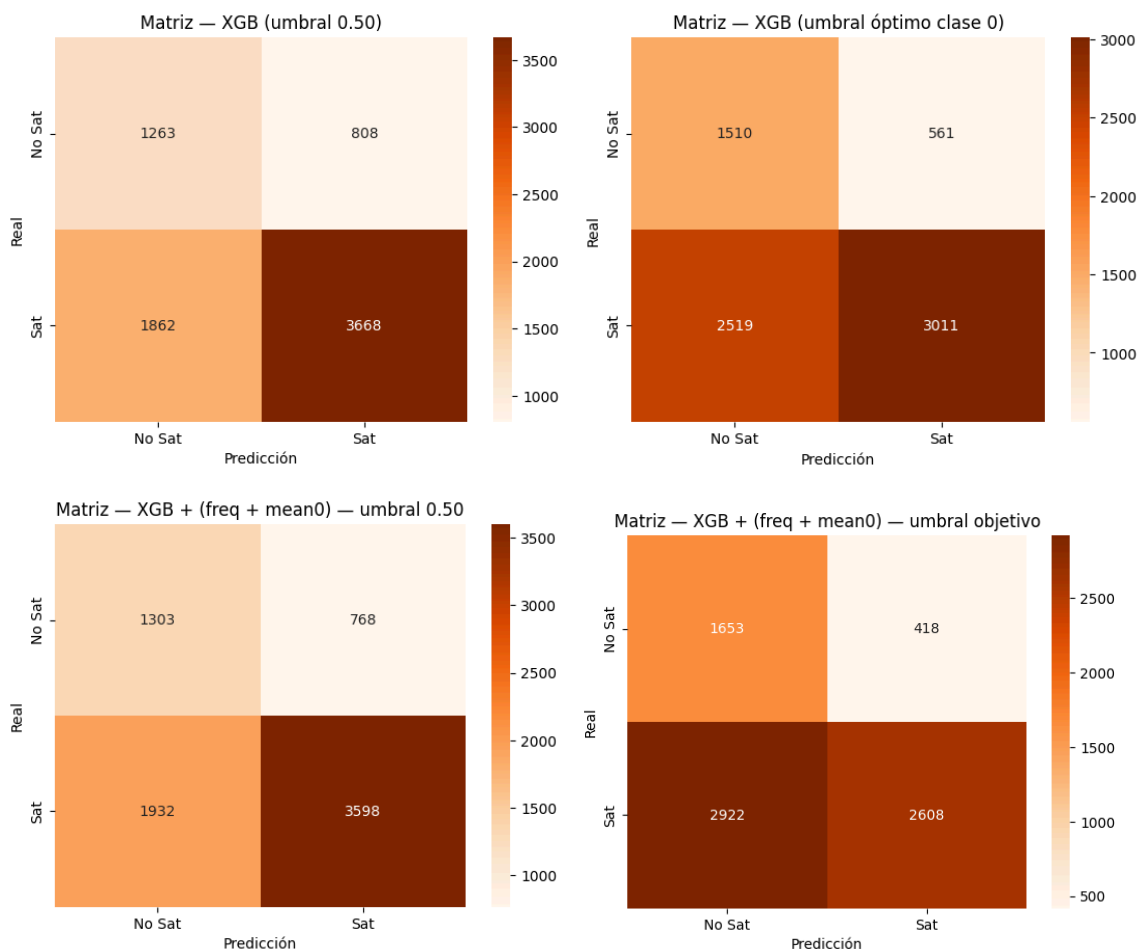 Matriz — XGB (umbral 0.50)
No Sat
Sat
Real
1263
808
1862
3668
No Sat
Sat
Predicción
3500
3000
2500
2000
1500
1000
Matriz — XGB (umbral óptimo clase 0)
No Sat
Sat
Real
1510
561
2519
3011
No Sat
Sat
Predicción
3000
2500
2000
1500
1000
Matriz — XGB + (freq + mean0) — umbral 0.50
No Sat
Sat
Real
1303
768
1932
3598
No Sat
Sat
Predicción
3500
3000
2500
2000
1500
1000
Matriz — XGB + (freq + mean0) — umbral objetivo
No Sat
Sat
Real
1653
418
2922
2608
No Sat
Sat
Predicción
2500
2000
1500
1000
500